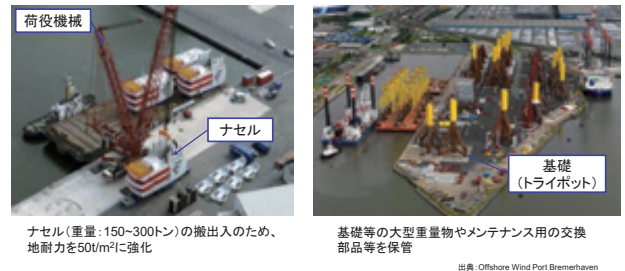 荷役機械
ナセル
基礎
(トライポット)
ナセル(重量:150~300トン)の搬出入のため、
地耐力を50t/m²に強化
基礎等の大型重量物やメンテナンス用の交換
部品等を保管
出典:Offshore Wind Port Bremerhaven